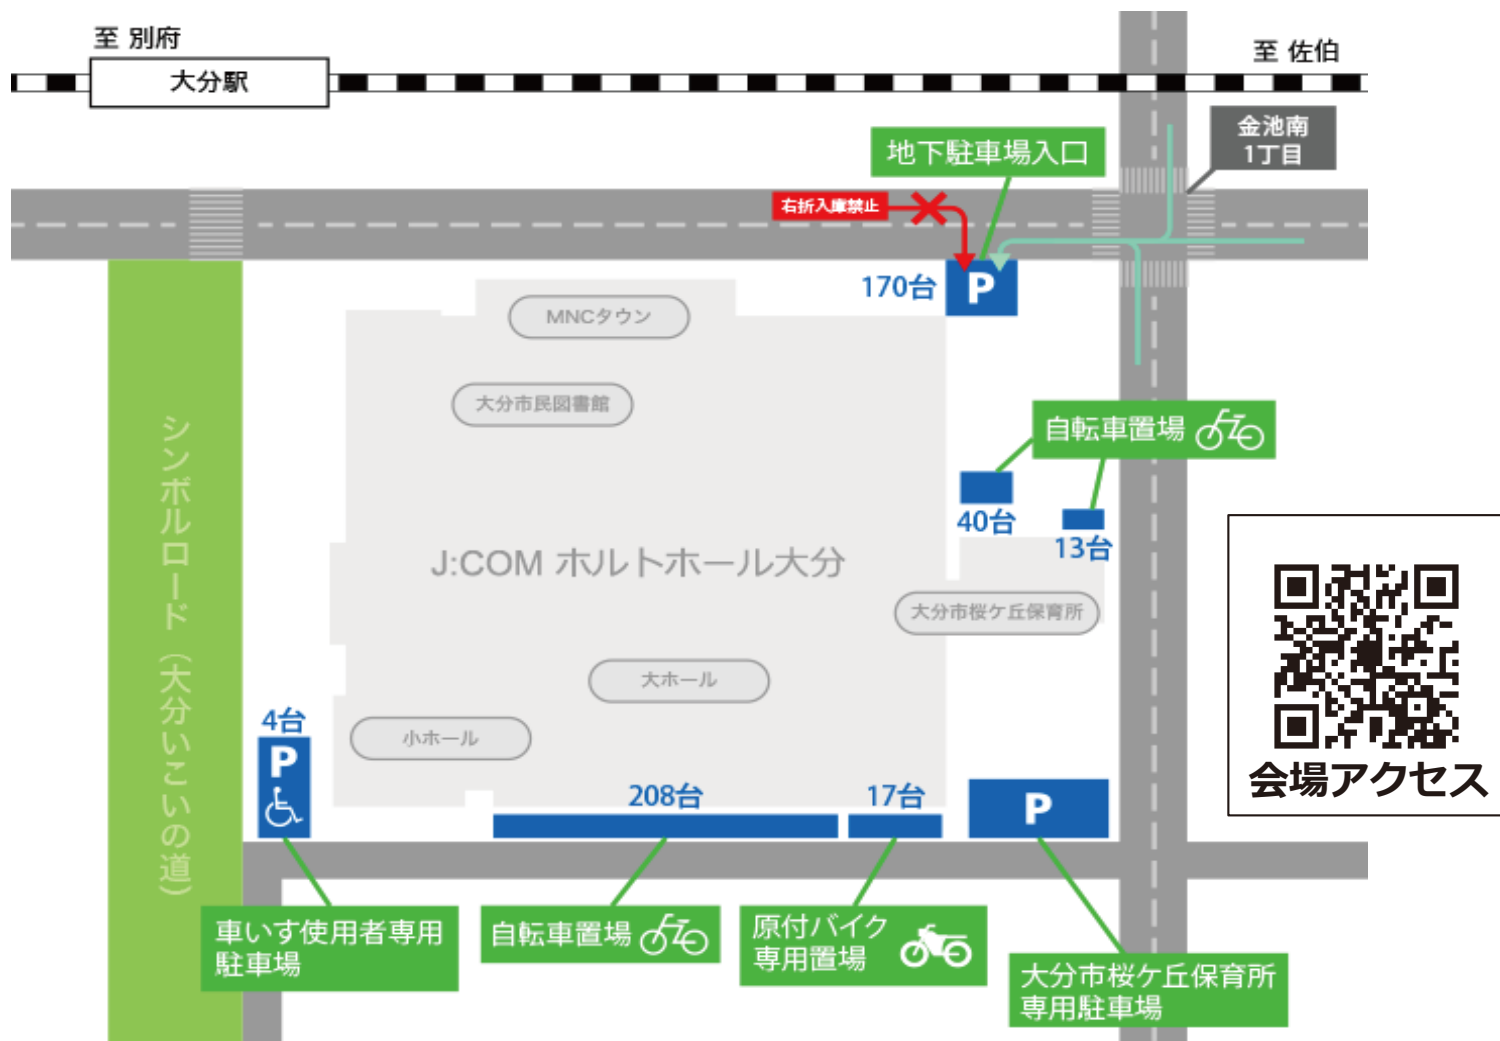 至 別府
大分駅
至 佐伯
金池南
1丁目
地下駐車場入口
右折入庫禁止
170台
P
MNCタウン
大分市民図書館
自転車置場
40台
13台
J:COM ホルトホール大分
大分市桜ケ丘保育所
大ホール
小ホール
シンボルロード（大分いこいの道）
4台
P
208台
17台
P
会場アクセス
車いす使用者専用
駐車場
自転車置場
原付バイク
専用置場
大分市桜ケ丘保育所
専用駐車場